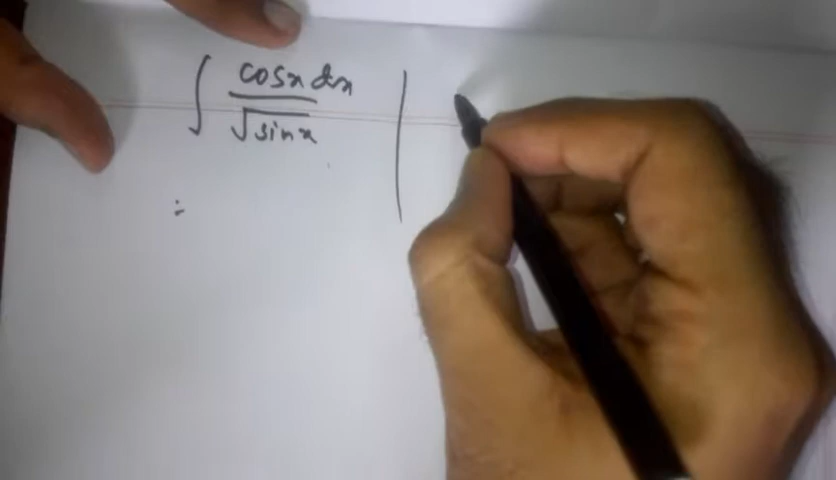 ∫ cosx dx / √sinx
=